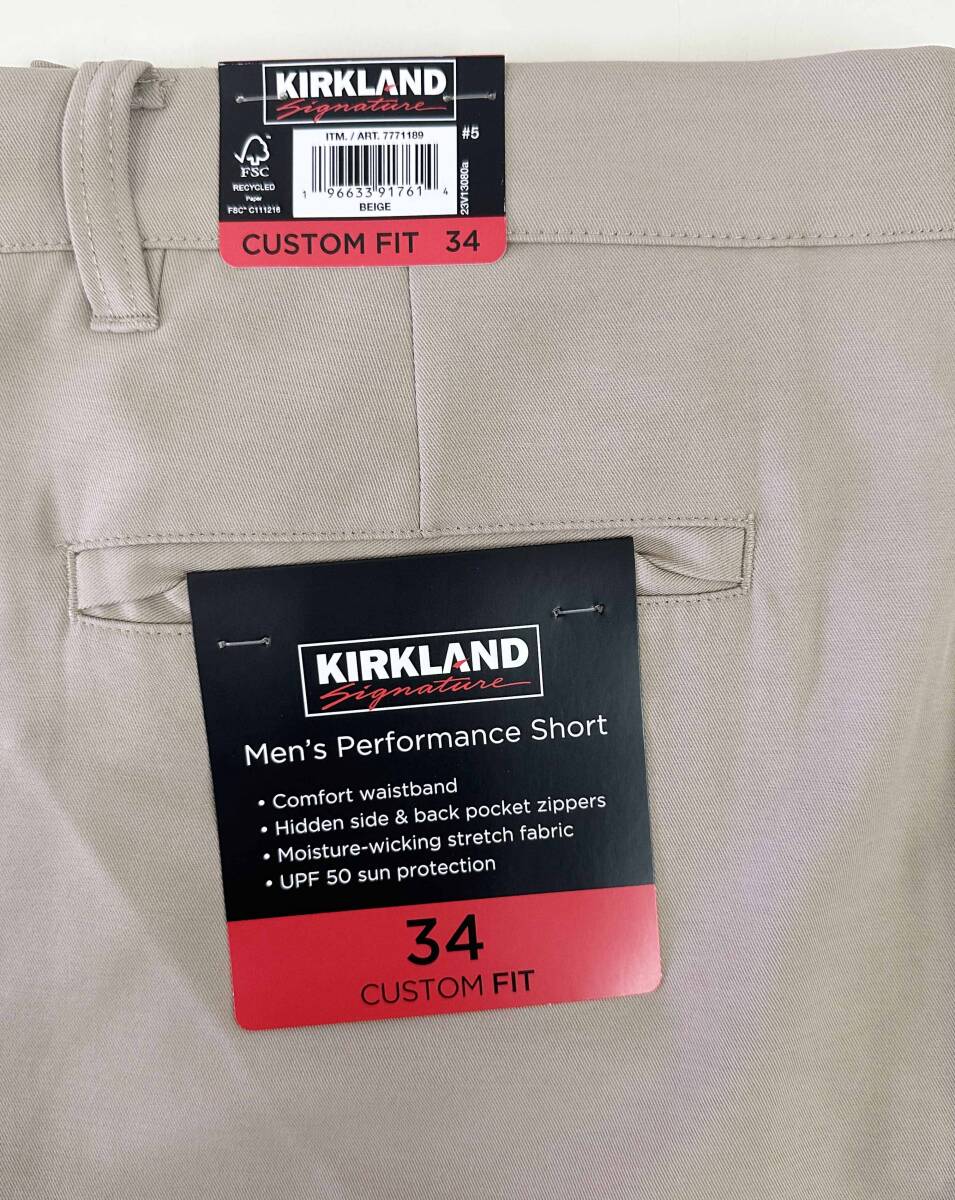 KIRKLAND
Signature
ITM. / ART. 7771189
#5
1 96633 91761 4
BEIGE
23V13080a
FSC
RECYCLED
Paper
FSC™ C111216
CUSTOM FIT 34
KIRKLAND
Signature
Men's Performance Short
• Comfort waistband
• Hidden side & back pocket zippers
• Moisture-wicking stretch fabric
• UPF 50 sun protection
34
CUSTOM FIT